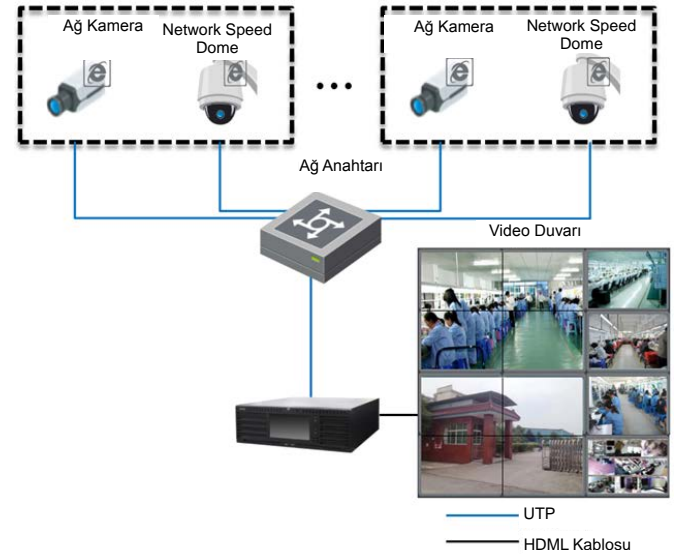 Ağ Kamera
Network Speed
Dome
Ağ Kamera
Network Speed
Dome
Ağ Anahtarı
Video Duvarı
UTP
HDML Kablosu